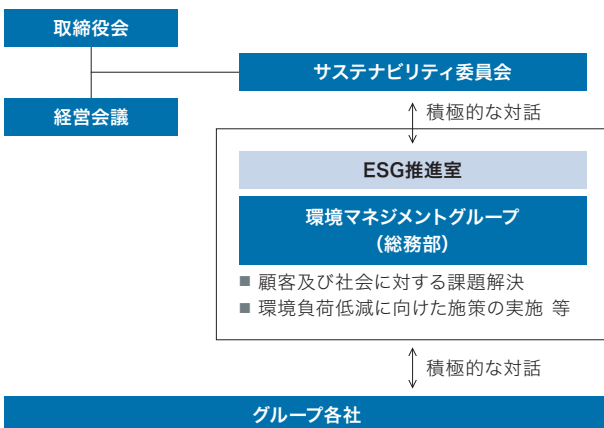 取締役会
サステナビリティ委員会
経営会議
積極的な対話
ESG推進室
環境マネジメントグループ
（総務部）
■ 顧客及び社会に対する課題解決
■ 環境負荷低減に向けた施策の実施 等
積極的な対話
グループ各社